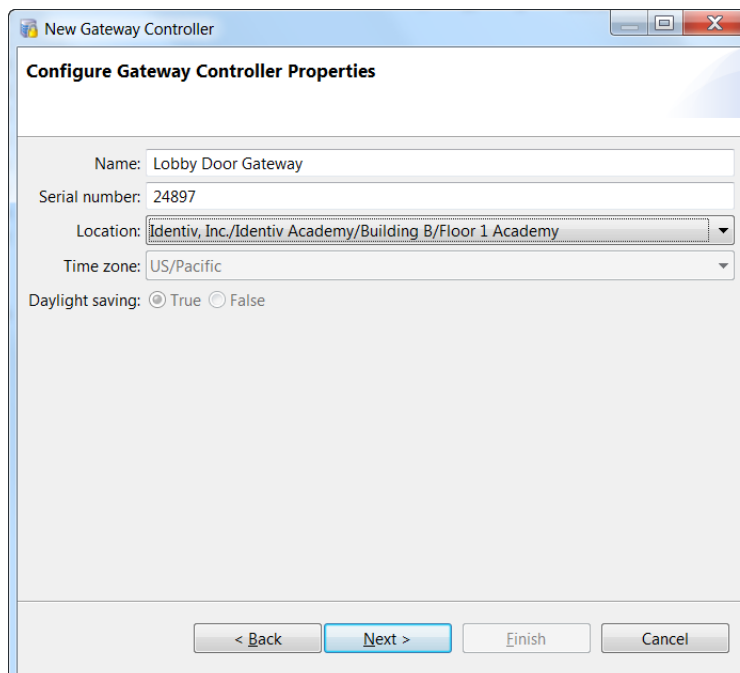 New Gateway Controller
Configure Gateway Controller Properties
Name: Lobby Door Gateway
Serial number: 24897
Location: Identiv, Inc./Identiv Academy/Building B/Floor 1 Academy
Time zone: US/Pacific
Daylight saving: True False
< Back Next > Finish Cancel